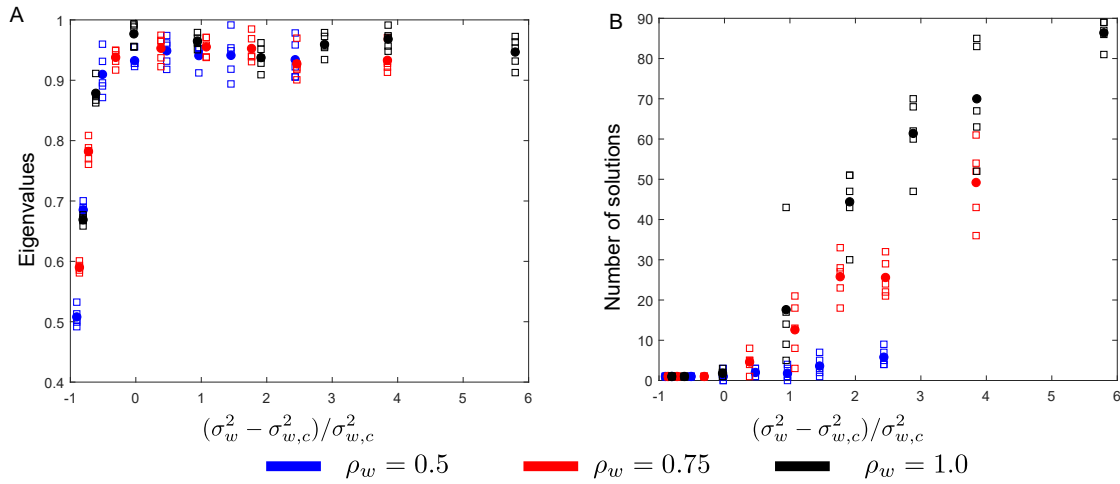 A
B
1
0.9
0.8
0.7
0.6
0.5
0.4
Eigenvalues
-1 0 1 2 3 4 5 6
(σ²_w − σ²_{w,c})/σ²_{w,c}
90
80
70
60
50
40
30
20
10
0
Number of solutions
-1 0 1 2 3 4 5 6
(σ²_w − σ²_{w,c})/σ²_{w,c}
ρ_w = 0.5 ρ_w = 0.75 ρ_w = 1.0